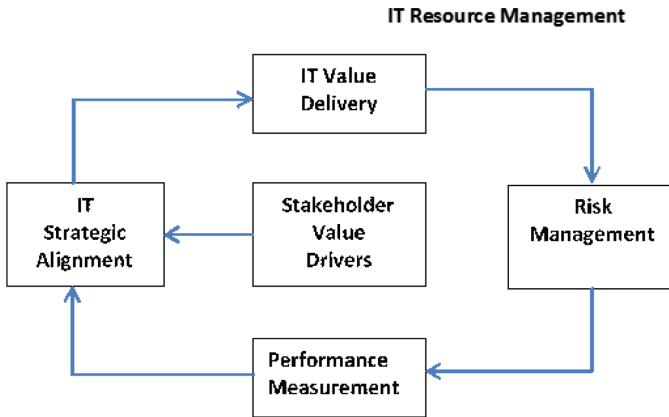 IT Resource Management
IT Value
Delivery
IT
Strategic
Alignment
Stakeholder
Value
Drivers
Risk
Management
Performance
Measurement